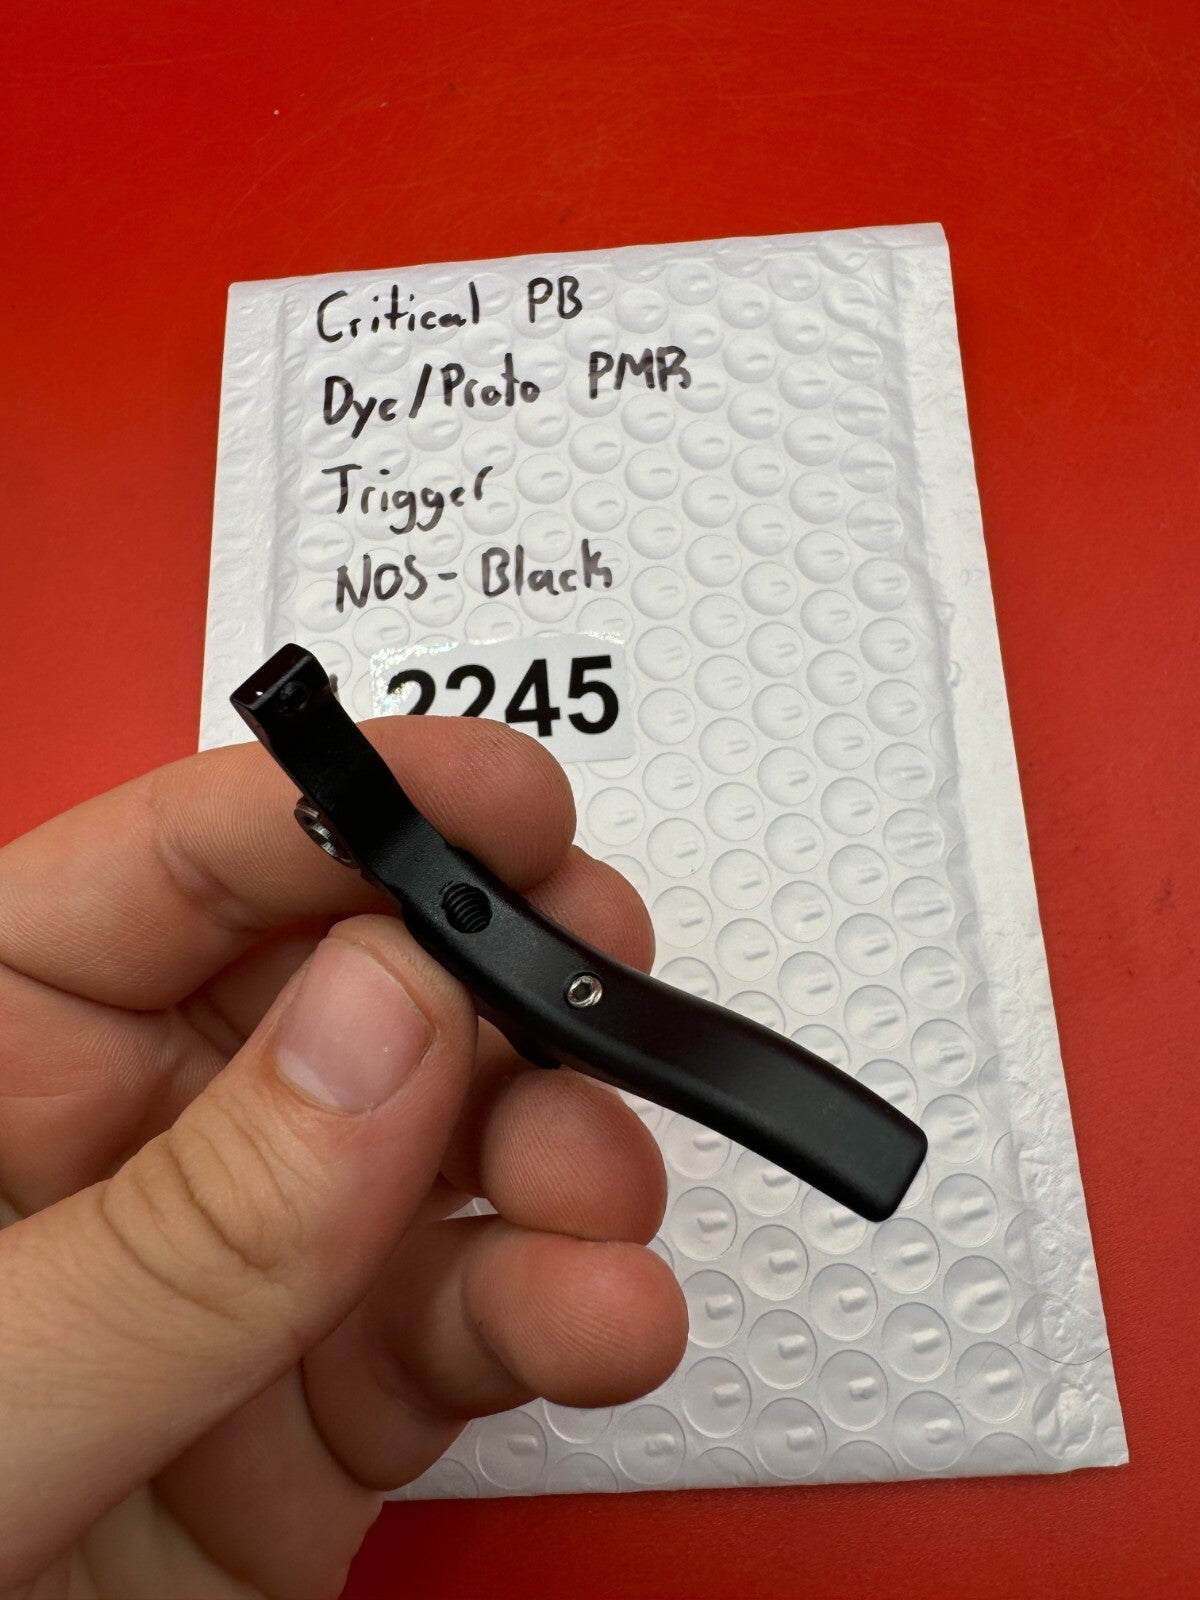 Critical PB
Dye/Proto PMR
Trigger
NOS-Black
2245